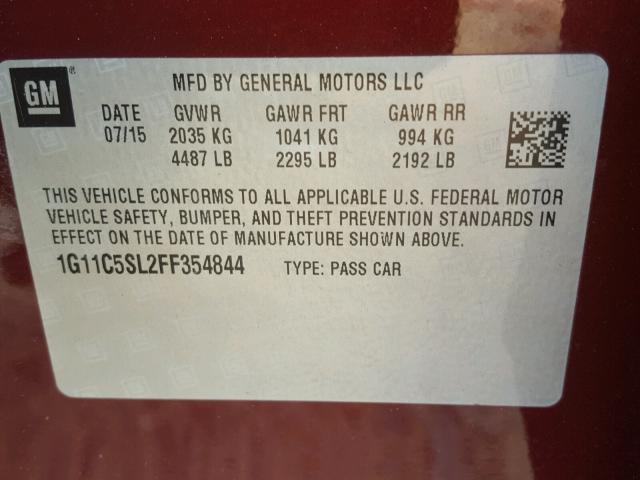 GM ®
MFD BY GENERAL MOTORS LLC
DATE GVWR GAWR FRT GAWR RR
07/15 2035 KG 1041 KG 994 KG
4487 LB 2295 LB 2192 LB
THIS VEHICLE CONFORMS TO ALL APPLICABLE U.S. FEDERAL MOTOR
VEHICLE SAFETY, BUMPER, AND THEFT PREVENTION STANDARDS IN
EFFECT ON THE DATE OF MANUFACTURE SHOWN ABOVE.
1G11C5SL2FF354844 TYPE: PASS CAR